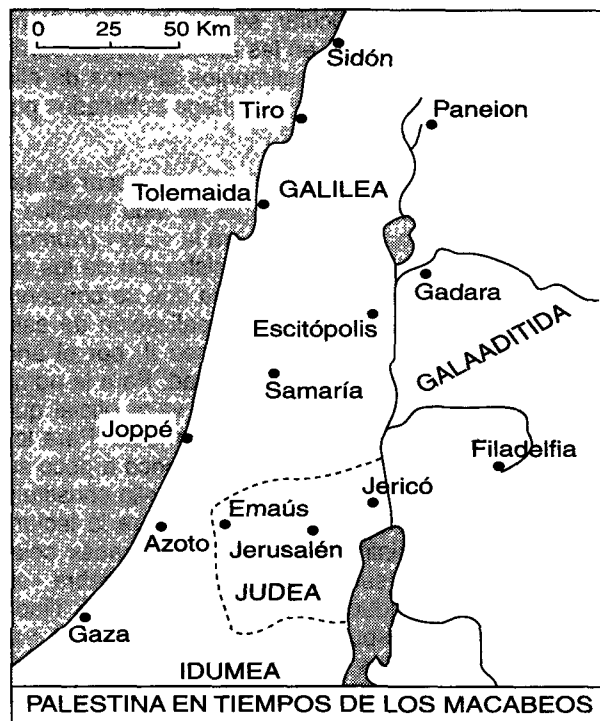 0 25 50 Km
Sidón
Tiro
Paneion
Tolemaida
GALILEA
Gadara
Escitópolis
GALAADITIDA
Samaría
Joppé
Filadelfia
Jericó
Emaús
Azoto
Jerusalén
JUDEA
Gaza
IDUMEA
PALESTINA EN TIEMPOS DE LOS MACABEOS